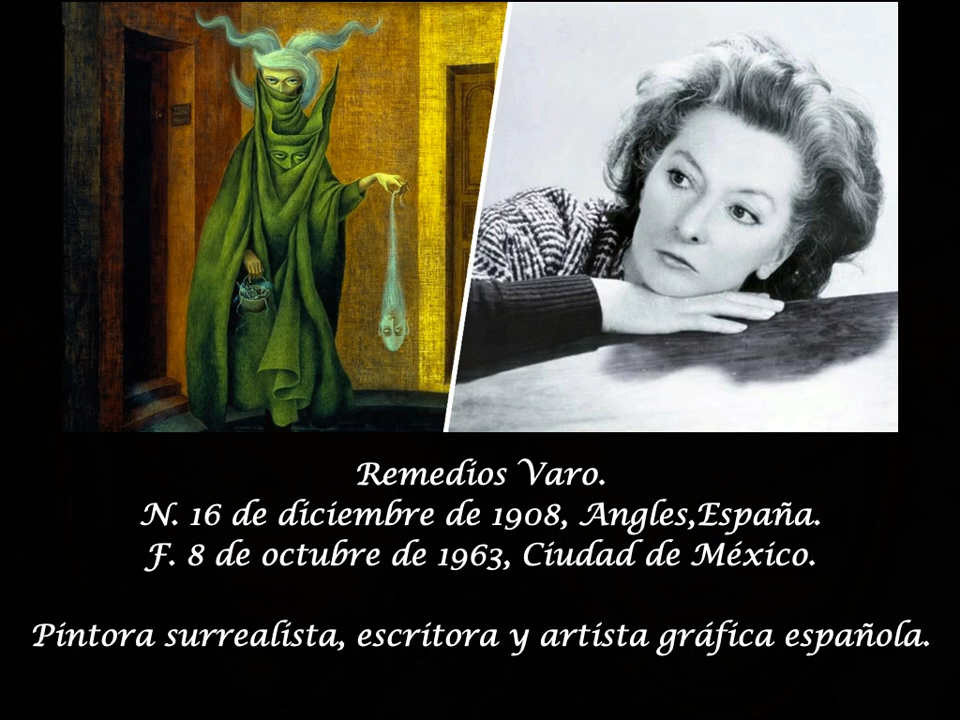 Remedios Varo.
N. 16 de diciembre de 1908, Angles,España.
F. 8 de octubre de 1963, Ciudad de México.
Pintora surrealista, escritora y artista gráfica española.